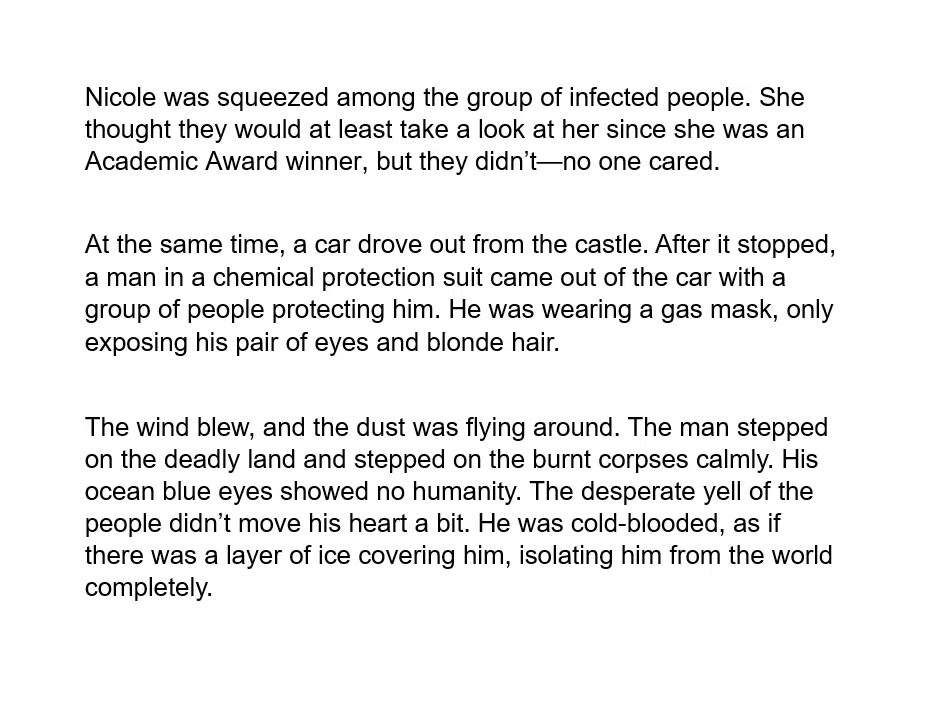 Nicole was squeezed among the group of infected people. She
thought they would at least take a look at her since she was an
Academic Award winner, but they didn’t—no one cared.
At the same time, a car drove out from the castle. After it stopped,
a man in a chemical protection suit came out of the car with a
group of people protecting him. He was wearing a gas mask, only
exposing his pair of eyes and blonde hair.
The wind blew, and the dust was flying around. The man stepped
on the deadly land and stepped on the burnt corpses calmly. His
ocean blue eyes showed no humanity. The desperate yell of the
people didn’t move his heart a bit. He was cold-blooded, as if
there was a layer of ice covering him, isolating him from the world
completely.